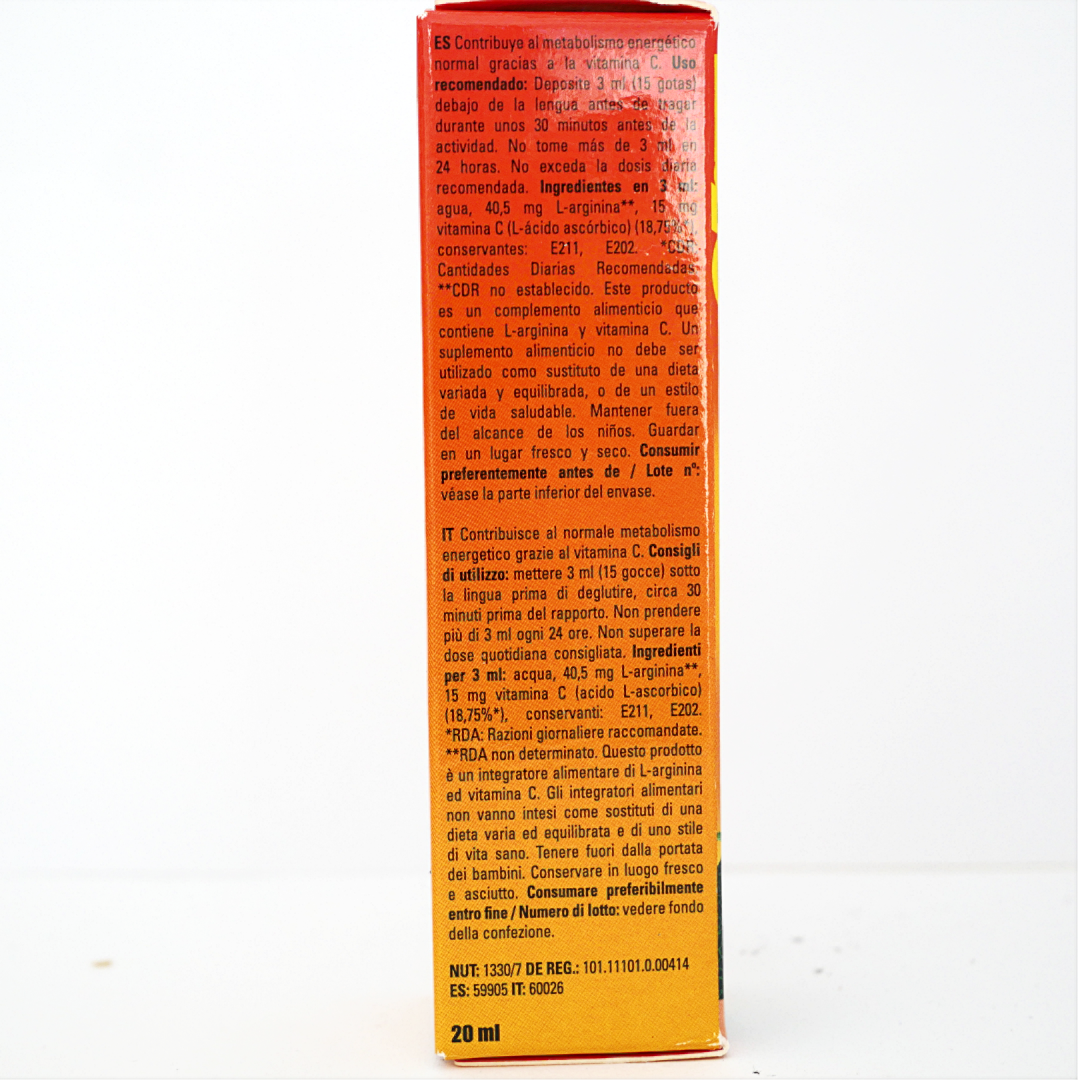 ES Contribuye al metabolismo energético
normal gracias a la vitamina C. Uso
recomendado: Deposite 3 ml (15 gotas)
debajo de la lengua antes de tragar
durante unos 30 minutos antes de la
actividad. No tome más de 3 ml en
24 horas. No exceda la dosis diaria
recomendada. Ingredientes en 3 ml:
agua, 40,5 mg L-arginina**, 15 mg
vitamina C (L-ácido ascórbico) (18,75%*),
conservantes: E211, E202. *CDR:
Cantidades Diarias Recomendadas
**CDR no establecido. Este producto
es un complemento alimenticio que
contiene L-arginina y vitamina C. Un
suplemento alimenticio no debe ser
utilizado como sustituto de una dieta
variada y equilibrada, o de un estilo
de vida saludable. Mantener fuera
del alcance de los niños. Guardar
en un lugar fresco y seco. Consumir
preferentemente antes de / Lote nº:
véase la parte inferior del envase.
IT Contribuisce al normale metabolismo
energetico grazie al vitamina C. Consigli
di utilizzo: mettere 3 ml (15 gocce) sotto
la lingua prima di deglutire, circa 30
minuti prima del rapporto. Non prendere
più di 3 ml ogni 24 ore. Non superare la
dose quotidiana consigliata. Ingredienti
per 3 ml: acqua, 40,5 mg L-arginina**,
15 mg vitamina C (acido L-ascorbico)
(18,75%*), conservanti: E211, E202.
*RDA: Razioni giornaliere raccomandate.
**RDA non determinato. Questo prodotto
è un integratore alimentare di L-arginina
ed vitamina C. Gli integratori alimentari
non vanno intesi come sostituti di una
dieta varia ed equilibrata e di uno stile
di vita sano. Tenere fuori dalla portata
dei bambini. Conservare in luogo fresco
e asciutto. Consumare preferibilmente
entro fine / Numero di lotto: vedere fondo
della confezione.
NUT: 1330/7 DE REG.: 101.11101.0.00414
ES: 59905 IT: 60026
20 ml